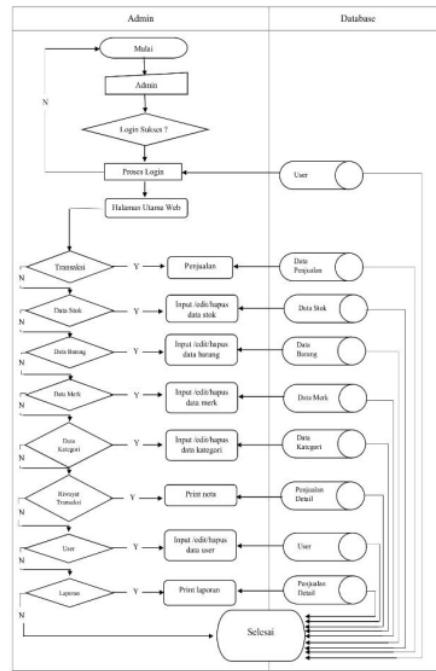 Admin
Database
Mulai
Admin
N
Login Sukses ?
Proses Login
User
Halaman Utama Web
Transaksi
Y
Penjualan
Data
Penjualan
N
Data Stok
Y
Input /edit/hapus
data stok
Data Stok
N
Data Barang
Y
Input /edit/hapus
data barang
Data
Barang
N
Data Merk
Y
Input /edit/hapus
data merk
Data Merk
N
Data
Kategori
Y
Input /edit/hapus
data kategori
Data
Kategori
N
Riwayat
Transaksi
Y
Print nota
Penjualan
Detail
N
User
Y
Input /edit/hapus
data user
User
N
Laporan
Y
Print laporan
Penjualan
Detail
N
Selesai